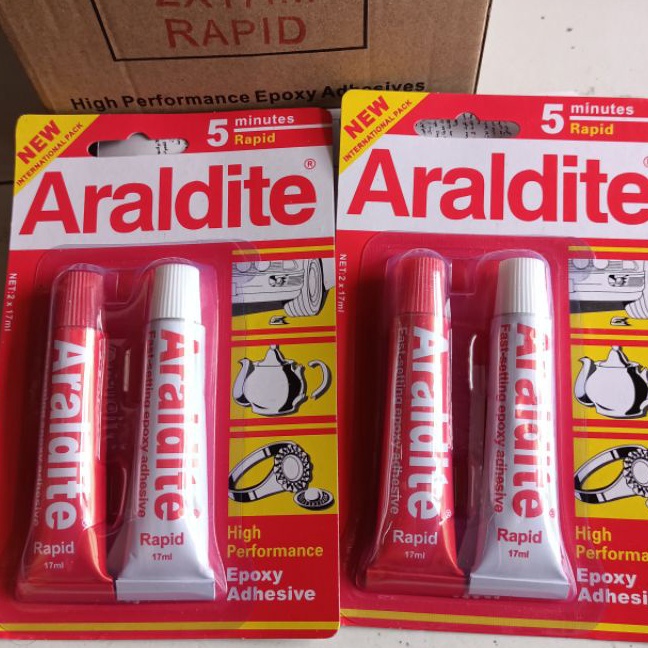 RAPID
High Performance Epoxy Adhesives
NEW
INTERNATIONAL PACK
5 minutes
Rapid
Araldite®
NET: 2 x 17ml
Araldite
Rapid
17ml
Araldite
Fast-setting epoxy adhesive
Rapid
17ml
High
Performance
Epoxy
Adhesive
NEW
INTERNATIONAL PACK
5 minutes
Rapid
Araldite
NET: 2 x 17ml
Araldite
Fast-setting epoxy adhesive
Rapid
17ml
Araldite
Fast-setting epoxy adhesive
Rapid
17ml
High
Performa
Epoxy
Adhesi